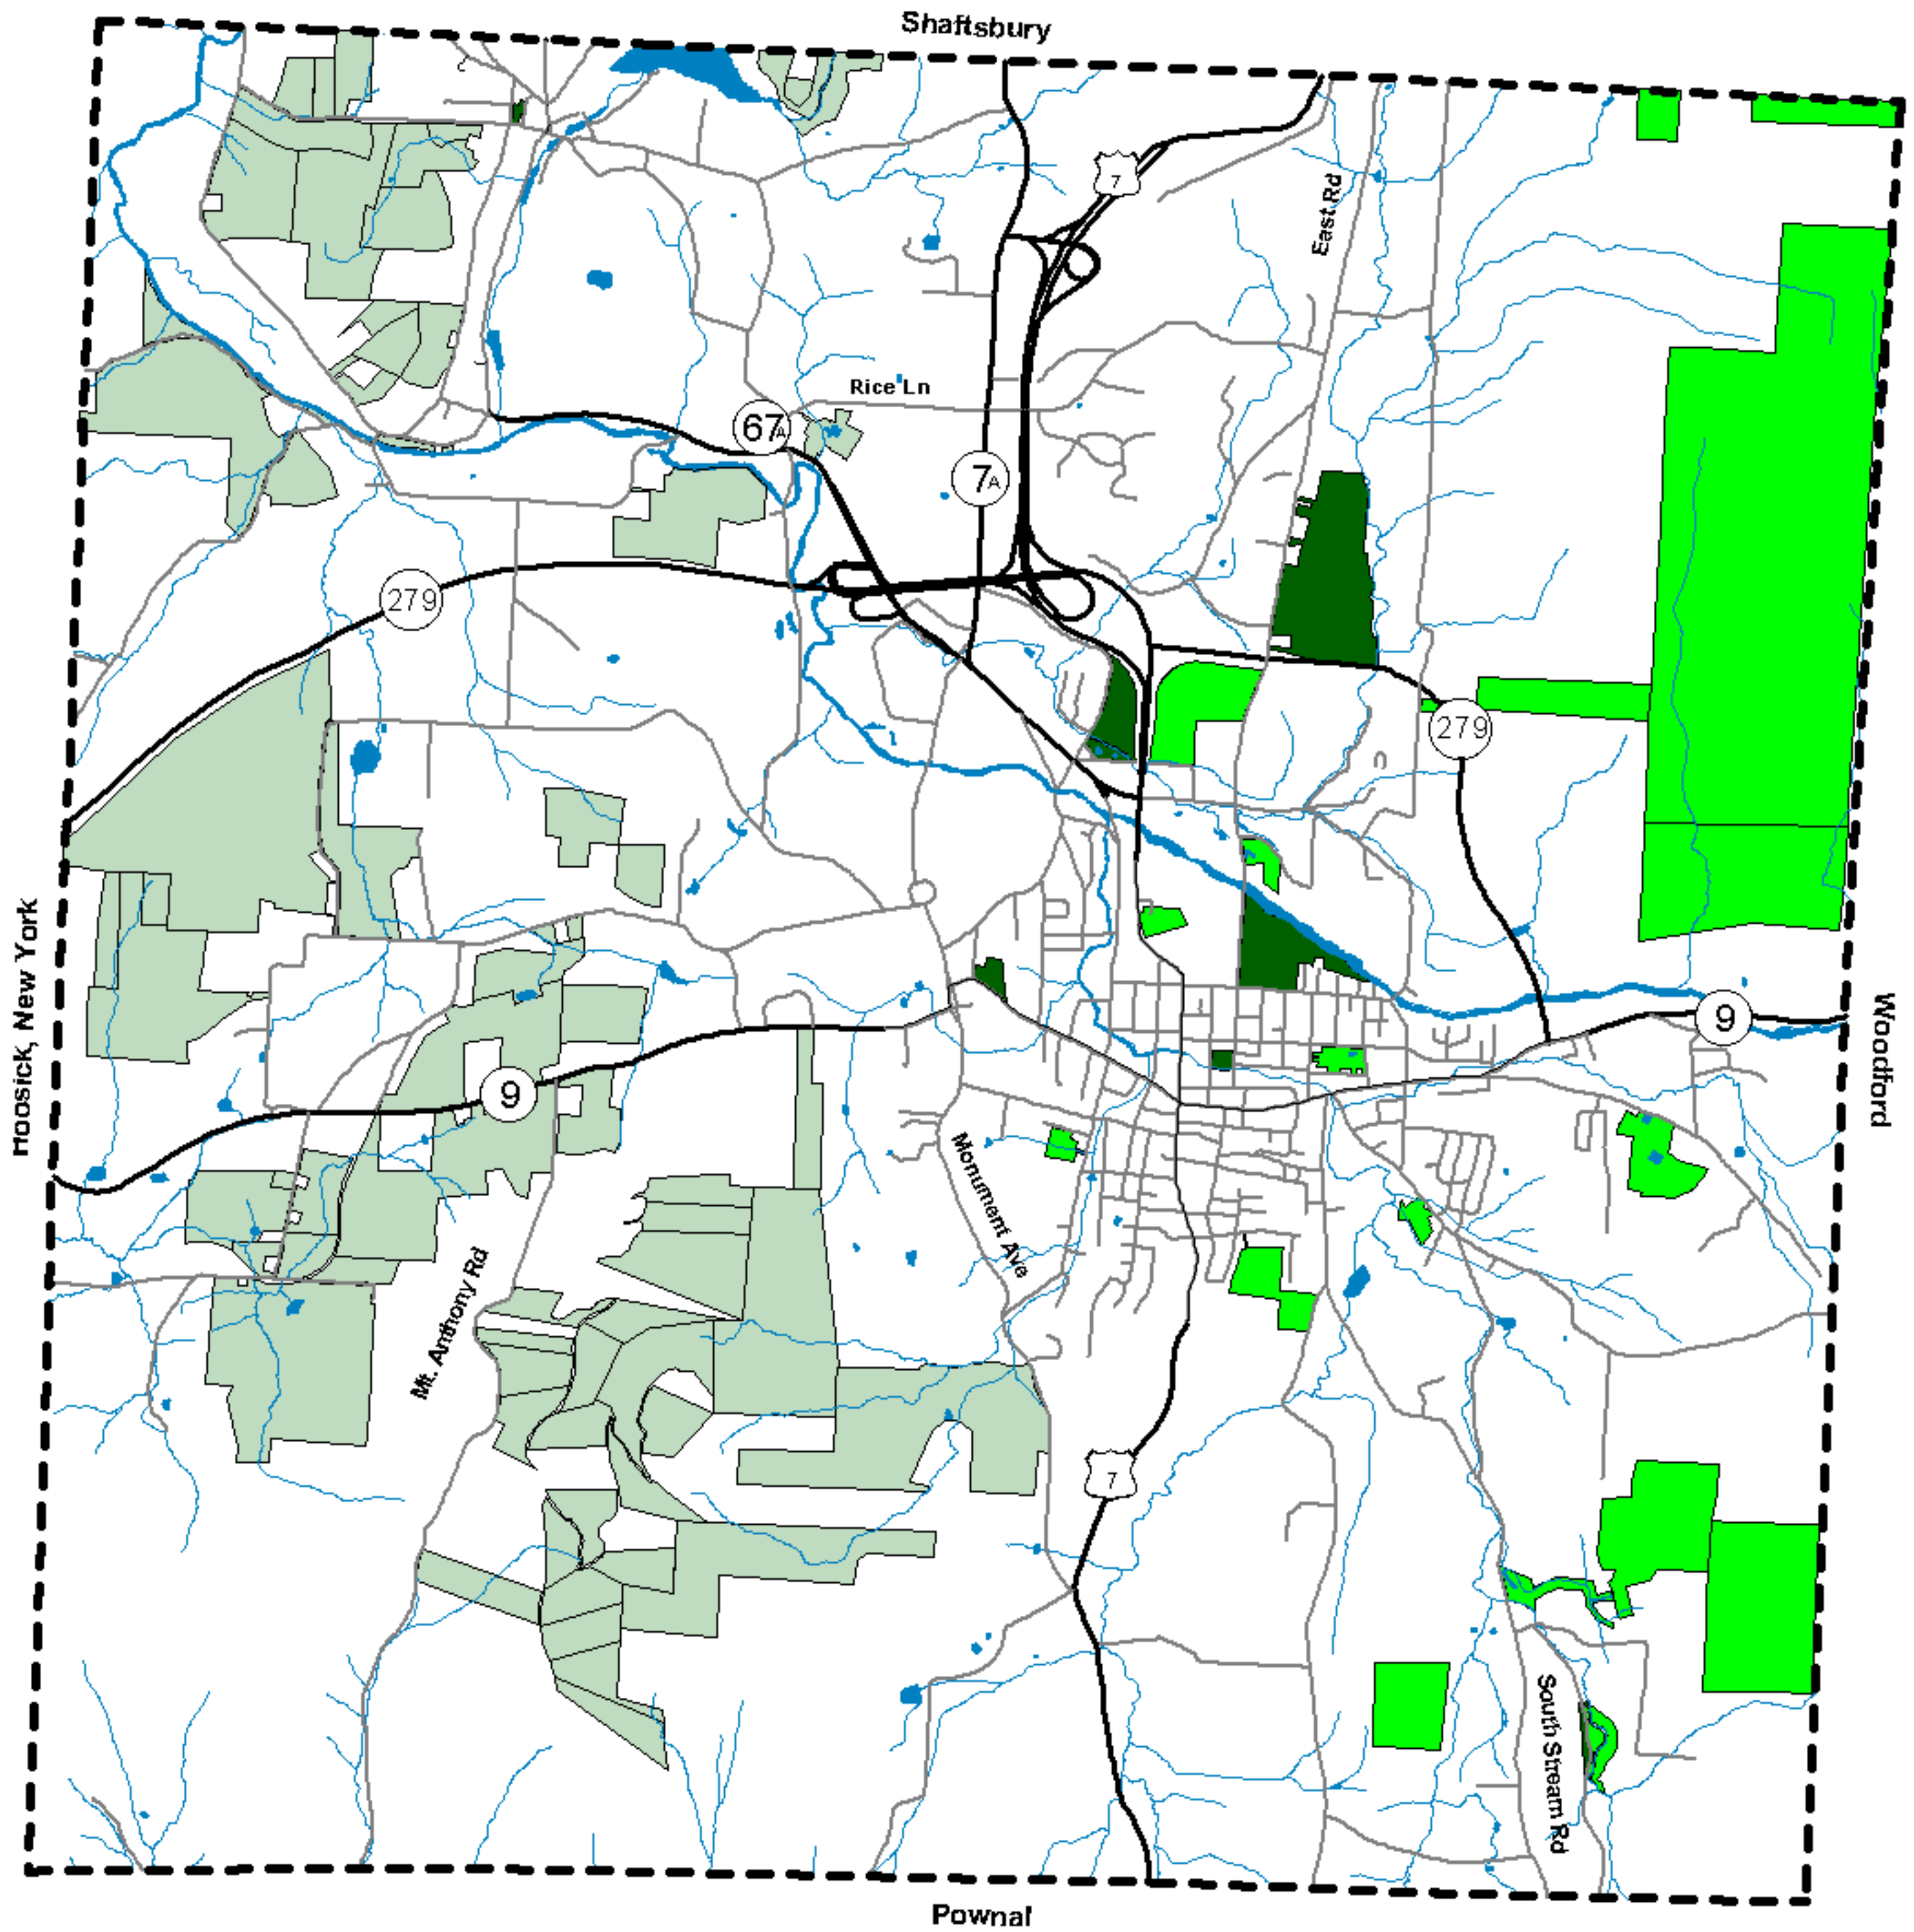 Shaftsbury
7
East Rd
Rice Ln
67A
7A
279
279
Hoosick, New York
Woodford
9
9
Monument Ave
Mt. Anthony Rd
7
South Stream Rd
Pownal